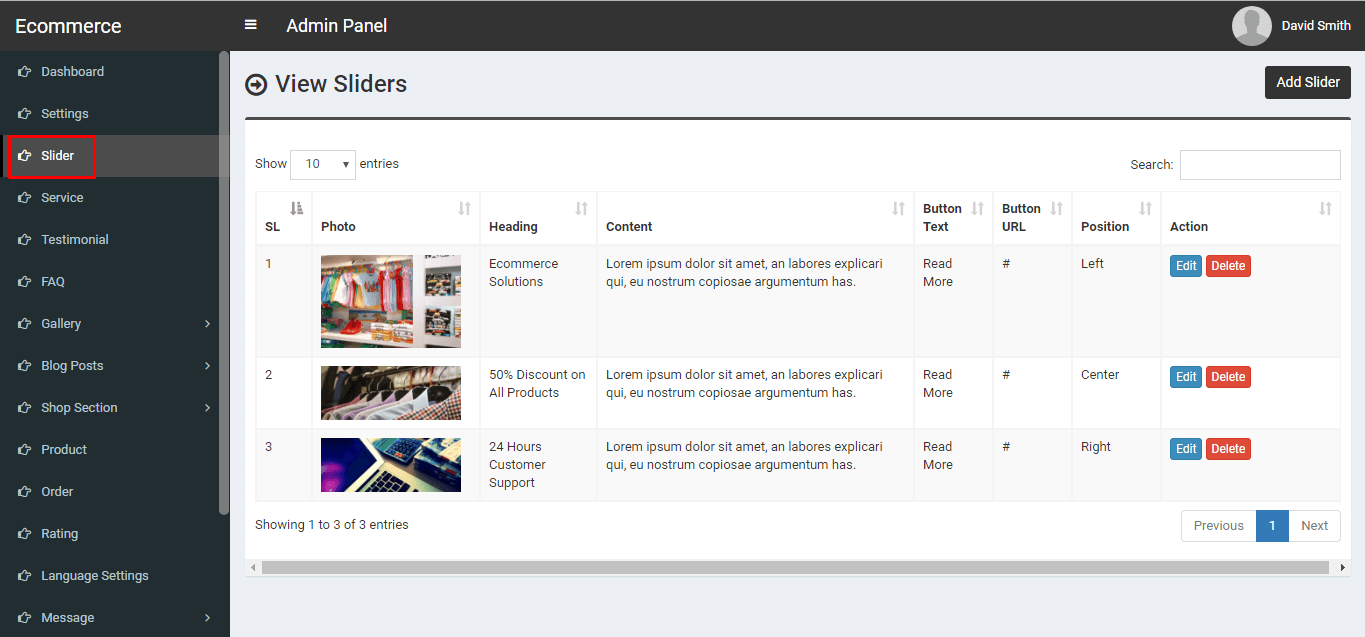 Ecommerce
Admin Panel
David Smith
Dashboard
Settings
Slider
Service
Testimonial
FAQ
Gallery
Blog Posts
Shop Section
Product
Order
Rating
Language Settings
Message
View Sliders
Add Slider
Show 10 entries
Search:
SL Photo Heading Content Button Text Button URL Position Action
1 Ecommerce Solutions Lorem ipsum dolor sit amet, an labores explicari qui, eu nostrum copiosae argumentum has. Read More # Left Edit Delete
2 50% Discount on All Products Lorem ipsum dolor sit amet, an labores explicari qui, eu nostrum copiosae argumentum has. Read More # Center Edit Delete
3 24 Hours Customer Support Lorem ipsum dolor sit amet, an labores explicari qui, eu nostrum copiosae argumentum has. Read More # Right Edit Delete
Showing 1 to 3 of 3 entries
Previous 1 Next